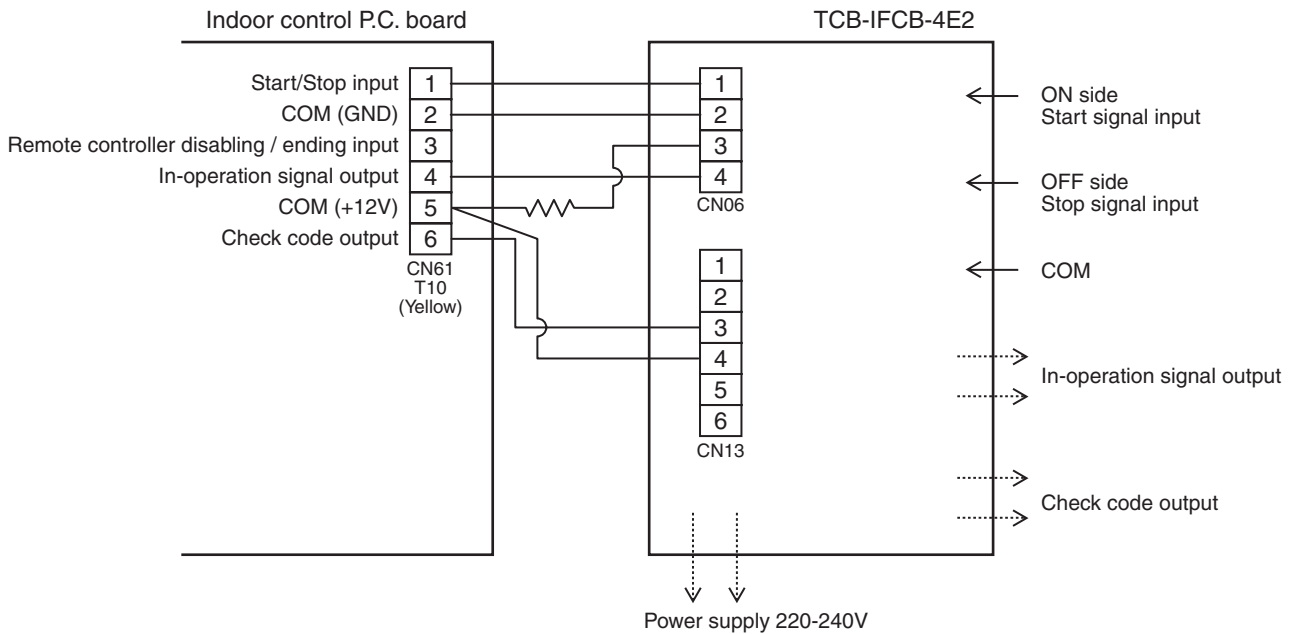 Indoor control P.C. board
TCB-IFCB-4E2
Start/Stop input
COM (GND)
Remote controller disabling / ending input
In-operation signal output
COM (+12V)
Check code output
1
2
3
4
5
6
CN61
T10
(Yellow)
1
2
3
4
CN06
1
2
3
4
5
6
CN13
ON side
Start signal input
OFF side
Stop signal input
COM
In-operation signal output
Check code output
Power supply 220-240V